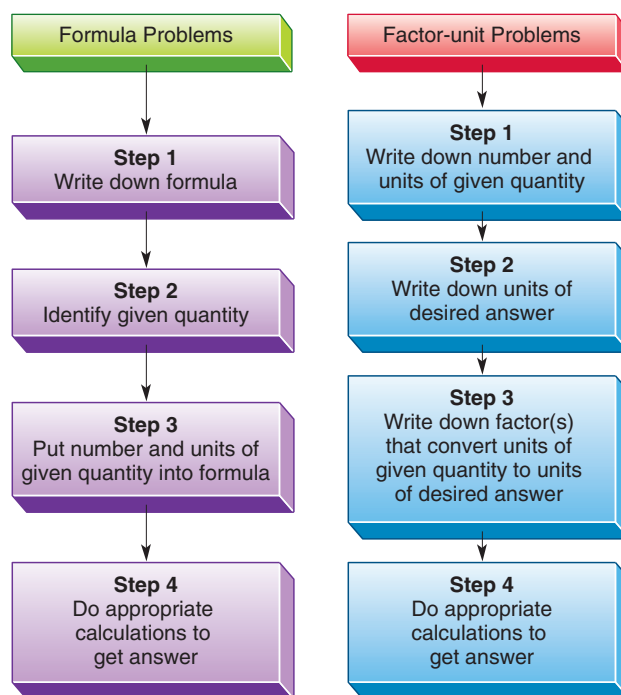 Formula Problems
Step 1
Write down formula
Step 2
Identify given quantity
Step 3
Put number and units of
given quantity into formula
Step 4
Do appropriate
calculations to
get answer
Factor-unit Problems
Step 1
Write down number and
units of given quantity
Step 2
Write down units of
desired answer
Step 3
Write down factor(s)
that convert units of
given quantity to units
of desired answer
Step 4
Do appropriate
calculations to
get answer